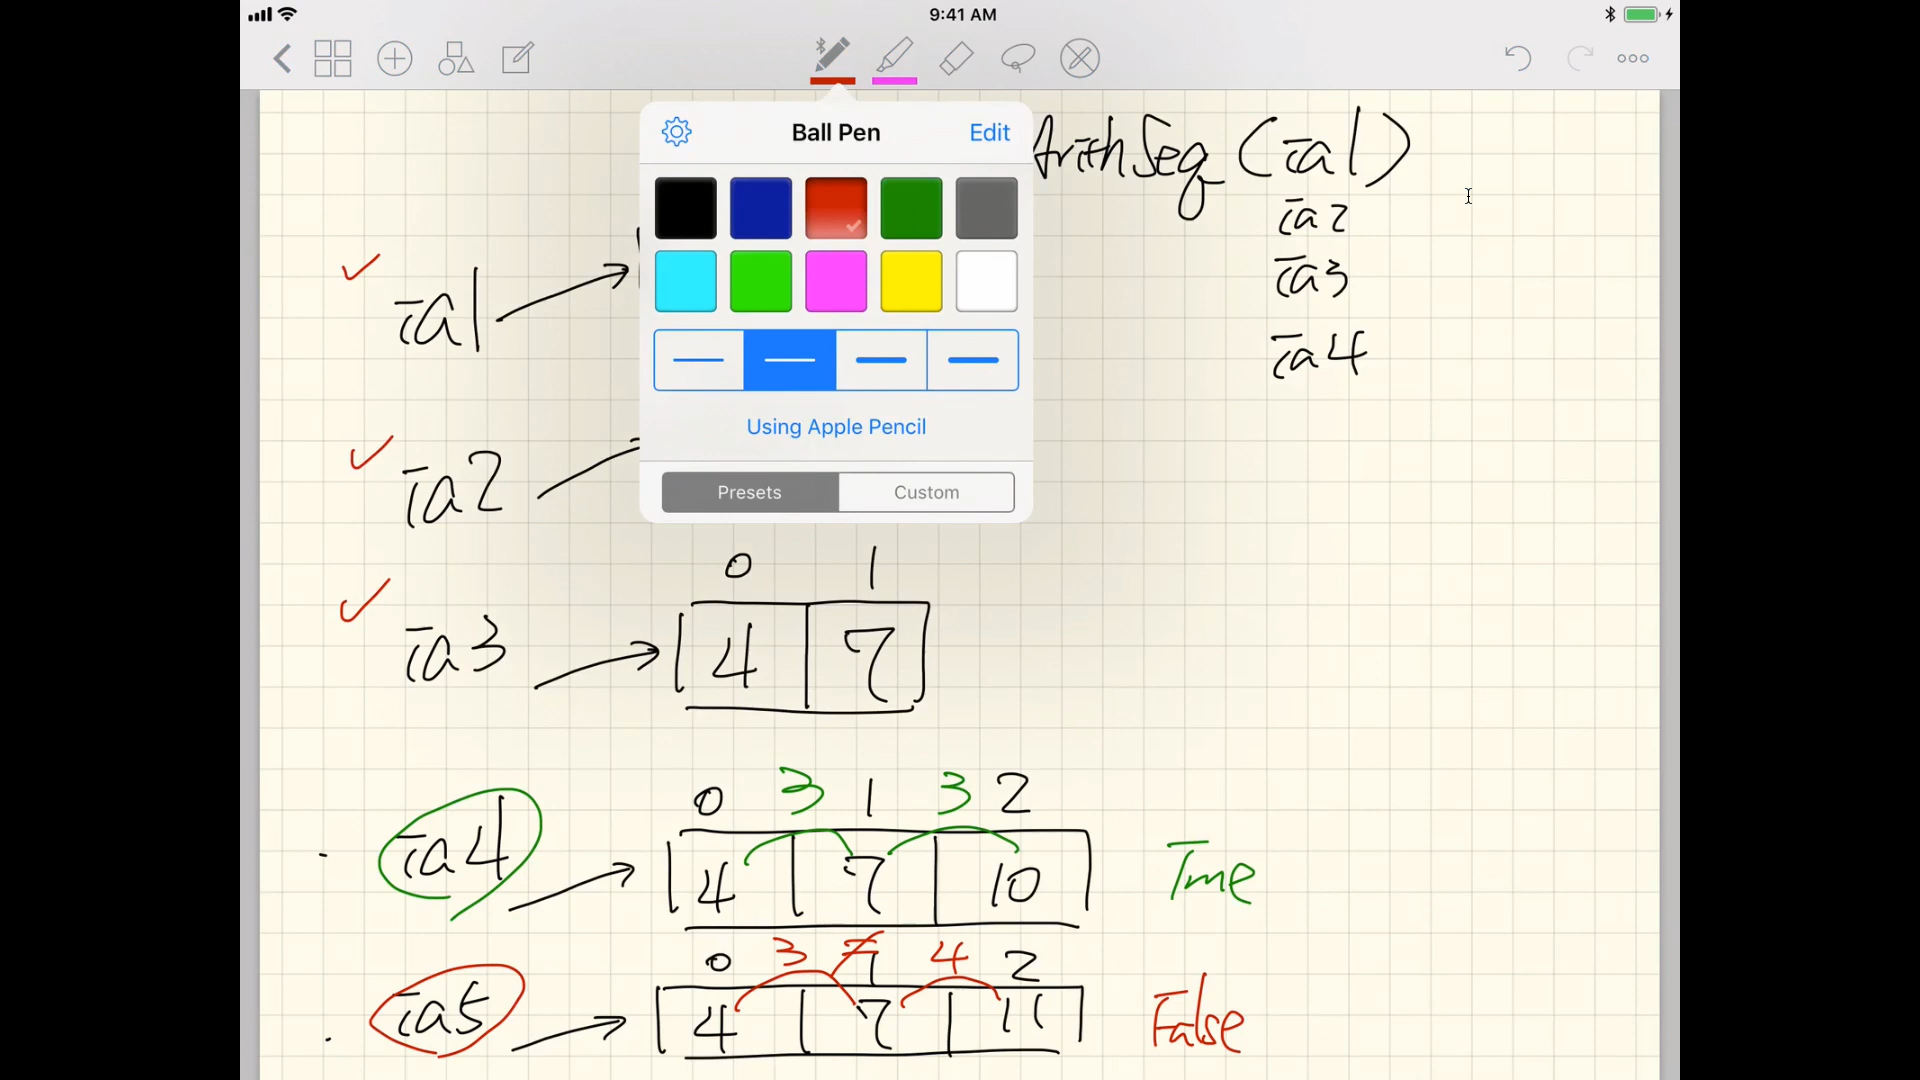 9:41 AM
Ball Pen Edit
Using Apple Pencil
Presets Custom
ArithSeq (ia1)
ia2
ia3
ia4
ia1
ia2
0 1
ia3 4 7
0 3 1 3 2
ia4 4 7 10 True
0 3 ≠ 1 4 2
ia5 4 7 11 False